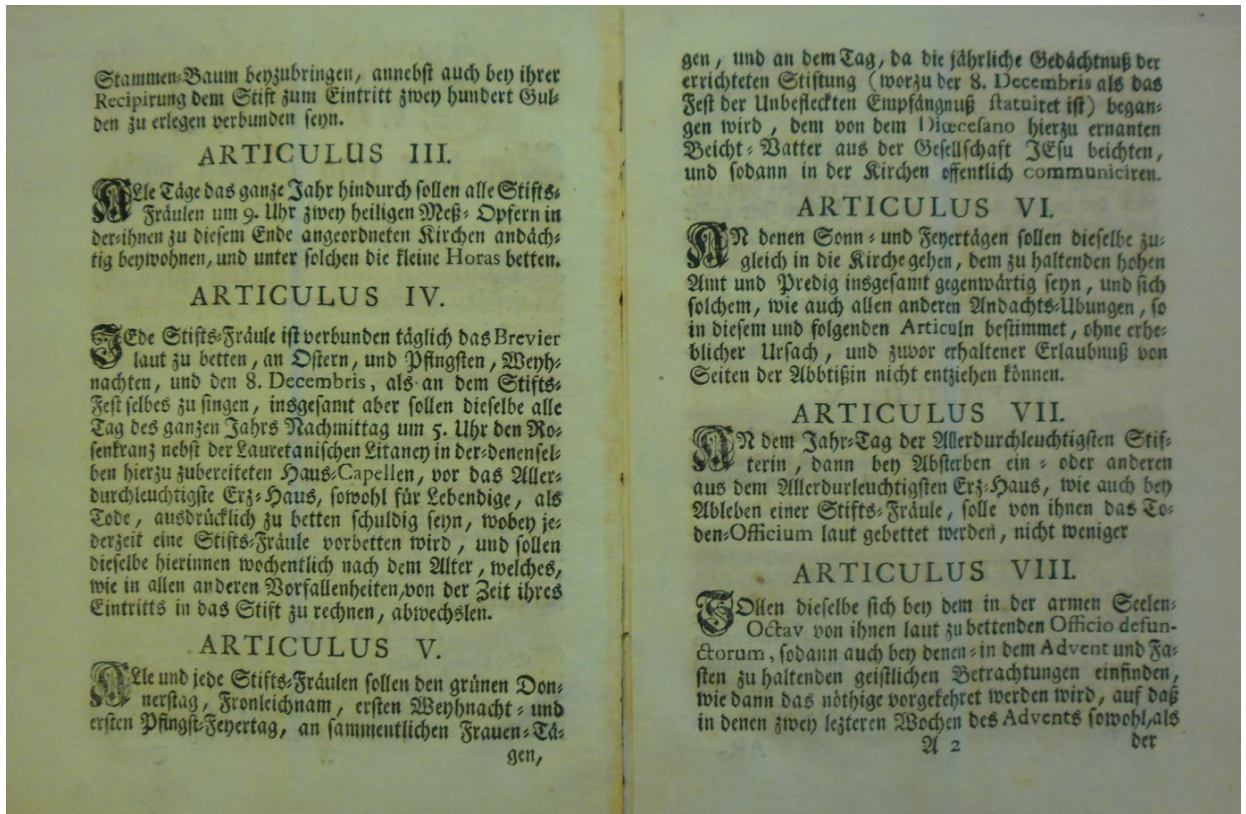 Stammen-Baum beyzubringen, annebst auch bey ihrer
Recipirung dem Stift zum Eintritt zwey hundert Gul-
den zu erlegen verbunden seyn.
ARTICULUS III.
ALle Täge das ganze Jahr hindurch sollen alle Stifts-
Fräulen um 9. Uhr zwey heiligen Meß-Opfern in
der-ihnen zu diesem Ende angeordneten Kirchen andäch-
tig beywohnen, und unter solchen die kleine Horas betten.
ARTICULUS IV.
JEde Stifts-Fräule ist verbunden täglich das Brevier
laut zu betten, an Ostern, und Pfingsten, Weyh-
nachten, und den 8. Decembris, als an dem Stifts-
Fest selbes zu singen, insgesamt aber sollen dieselbe alle
Tag des ganzen Jahrs Nachmittag um 5. Uhr den Ro-
senkranz nebst der Lauretanischen Litaney in der-denensel-
ben hierzu zubereiteten Haus-Capellen, vor das Aller-
durchleuchtigste Erz-Haus, sowohl für Lebendige, als
Tode, ausdrücklich zu betten schuldig seyn, wobey je-
derzeit eine Stifts-Fräule vorbetten wird, und sollen
dieselbe hierinnen wochentlich nach dem Alter, welches,
wie in allen anderen Vorfallenheiten, von der Zeit ihres
Eintritts in das Stift zu rechnen, abwechslen.
ARTICULUS V.
ALle und jede Stifts-Fräulen sollen den grünen Don-
nerstag, Fronleichnam, ersten Weyhnacht- und
ersten Pfingst-Feyertag, an sammentlichen Frauen-Tä-
gen,
gen, und an dem Tag, da die jährliche Gedächtnuß der
errichteten Stiftung (worzu der 8. Decembris als das
Fest der Unbefleckten Empfängnuß statuiret ist) began-
gen wird, dem von dem Diœcesano hierzu ernanten
Beicht-Vatter aus der Gesellschaft JEsu beichten,
und sodann in der Kirchen offentlich communiciren.
ARTICULUS VI.
AN denen Sonn- und Feyertägen sollen dieselbe zu-
gleich in die Kirche gehen, dem zu haltenden hohen
Amt und Predig insgesamt gegenwärtig seyn, und sich
solchem, wie auch allen anderen Andachts-Ubungen, so
in diesem und folgenden Articuln bestimmet, ohne erhe-
blicher Ursach, und zuvor erhaltener Erlaubnuß von
Seiten der Abbtißin nicht entziehen können.
ARTICULUS VII.
AN dem Jahr-Tag der Allerdurchleuchtigsten Stif-
terin, dann bey Absterben ein- oder anderen
aus dem Allerdurleuchtigsten Erz-Haus, wie auch bey
Ableben einer Stifts-Fräule, solle von ihnen das To-
den-Officium laut gebettet werden, nicht weniger
ARTICULUS VIII.
SOllen dieselbe sich bey dem in der armen Seelen-
Octav von ihnen laut zu bettenden Officio defun-
ctorum, sodann auch bey denen-in dem Advent und Fa-
sten zu haltenden geistlichen Betrachtungen einfinden,
wie dann das nöthige vorgekehret werden wird, auf daß
in denen zwey lezteren Wochen des Advents sowohl, als
A 2 der